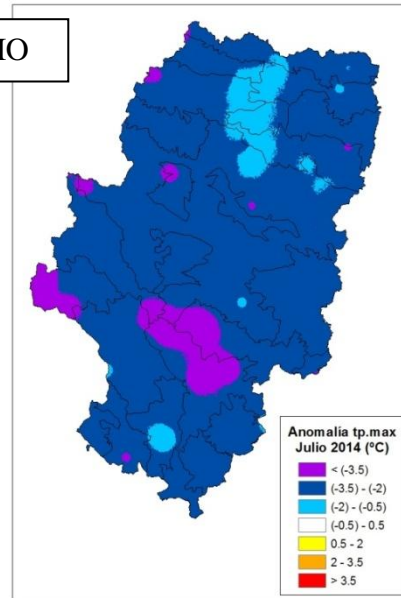 Anomalia tp.max
Julio 2014 (ºC)
< (-3.5)
(-3.5) - (-2)
(-2) - (-0.5)
(-0.5) - 0.5
0.5 - 2
2 - 3.5
> 3.5